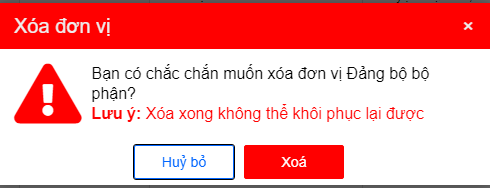 Xóa đơn vị
×
Bạn có chắc chắn muốn xóa đơn vị Đảng bộ bộ
phận?
Lưu ý: Xóa xong không thể khôi phục lại được
Huỷ bỏ Xoá